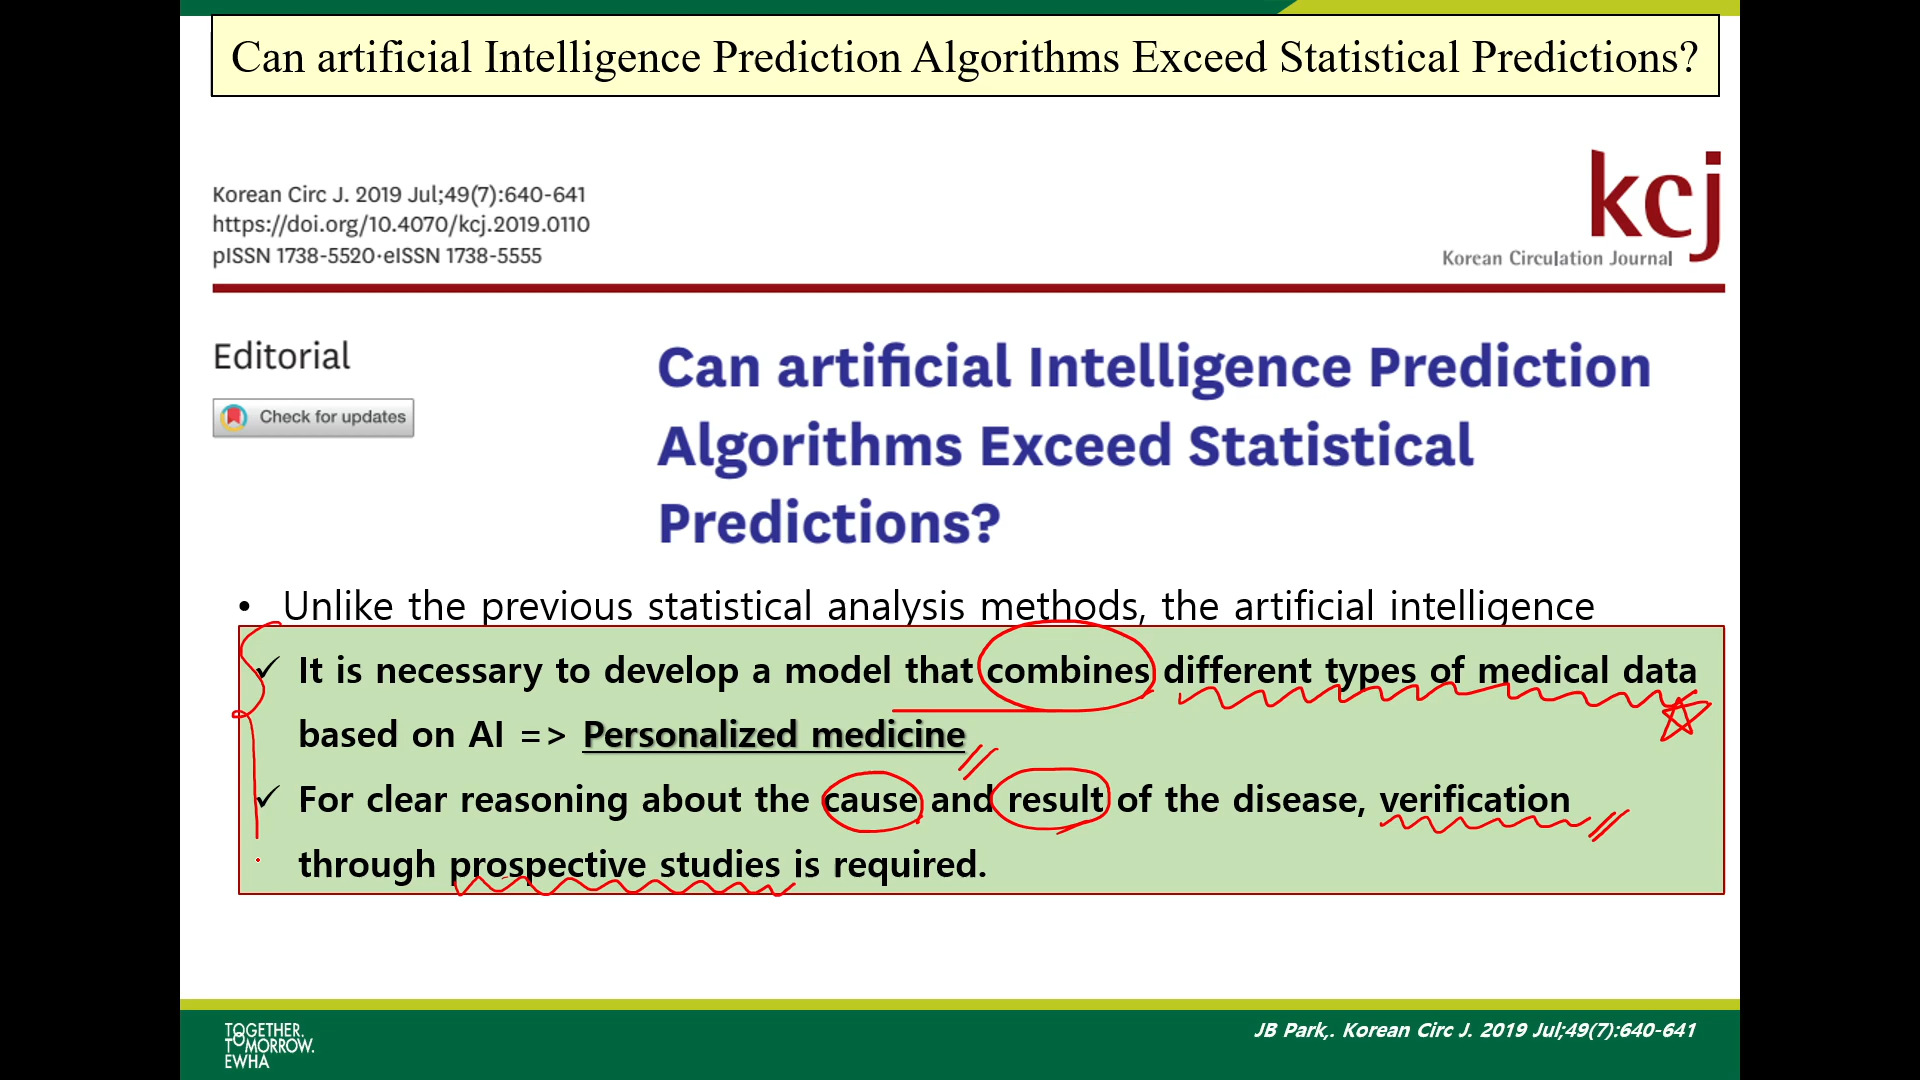 Can artificial Intelligence Prediction Algorithms Exceed Statistical Predictions?
Korean Circ J. 2019 Jul;49(7):640-641
https://doi.org/10.4070/kcj.2019.0110
pISSN 1738-5520·eISSN 1738-5555
kcj
Korean Circulation Journal
Editorial
Check for updates
Can artificial Intelligence Prediction
Algorithms Exceed Statistical
Predictions?
• Unlike the previous statistical analysis methods, the artificial intelligence
✓ It is necessary to develop a model that combines different types of medical data
based on AI => Personalized medicine
✓ For clear reasoning about the cause and result of the disease, verification
through prospective studies is required.
TOGETHER.
TOMORROW.
EWHA
JB Park,. Korean Circ J. 2019 Jul;49(7):640-641